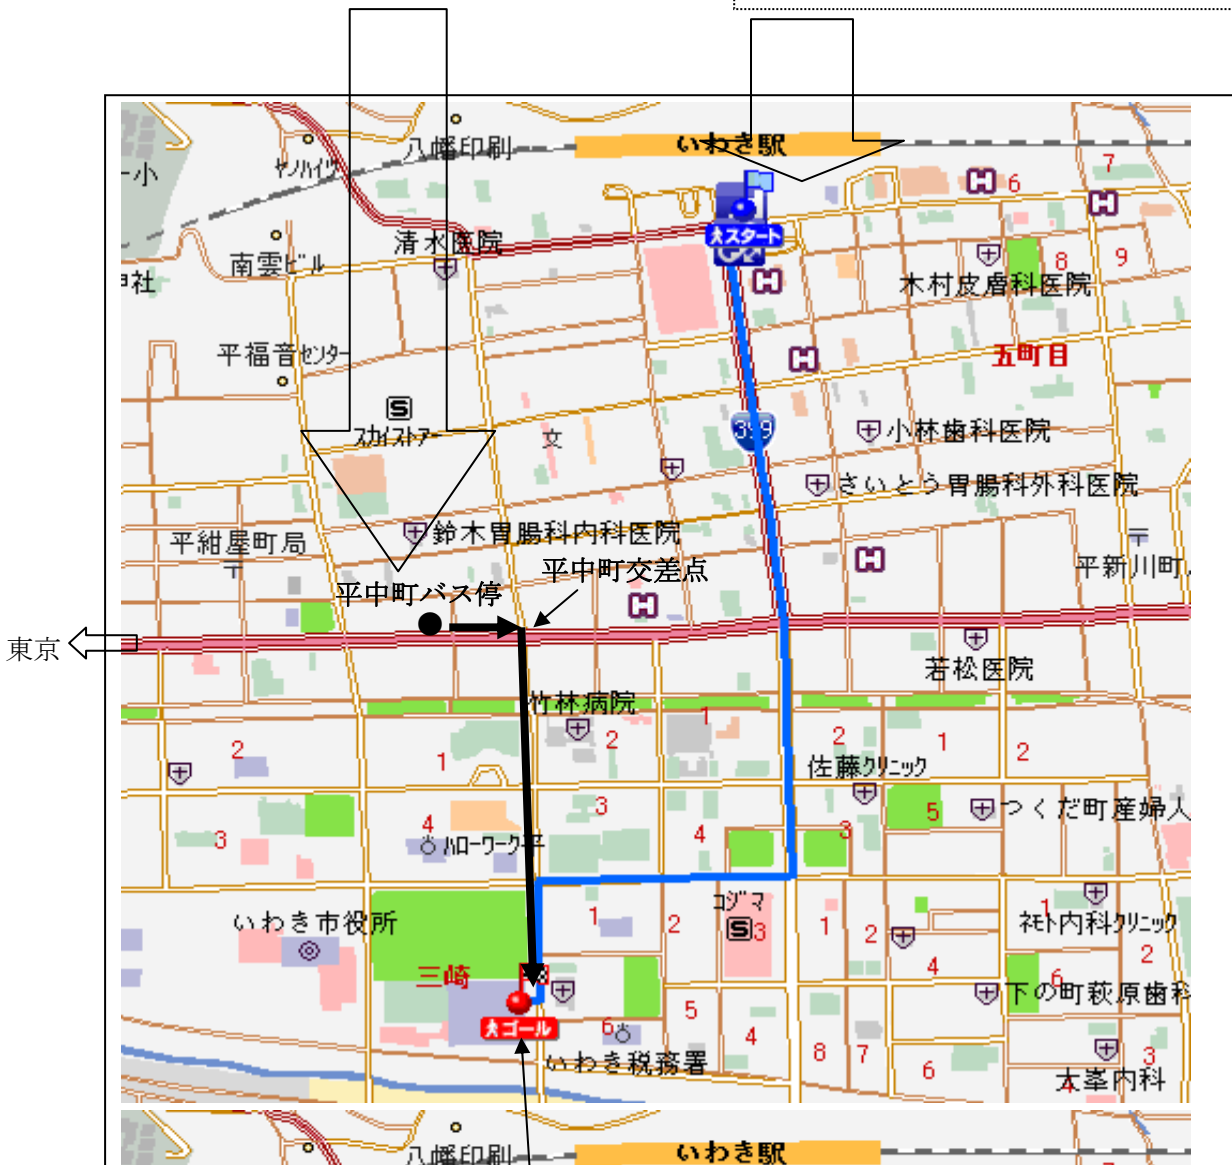 八幡印刷
いわき駅
ヤノハイツ
小
7
6
スタート
清水医院
南雲ビル
8
9
木村皮膚科医院
神社
平福音センター
五町目
399
S
スカイストアー
文
小林歯科医院
さいとう胃腸科外科医院
鈴木胃腸科内科医院
平紺屋町局
平中町交差点
平新川町
平中町バス停
東京
若松医院
竹林病院
1
2
2
1
2
1
2
佐藤クリニック
3
5
つくだ町産婦人
4
4
3
3
ハローワーク平
コジマ
S
3
いわき市役所
1
2
1
2
1
ネモト内科クリニック
2
4
三崎
6
下の町萩原歯科
5
ゴール
6
4
8
7
3
いわき税務署
6
太峯内科
4
八幡印刷
いわき駅